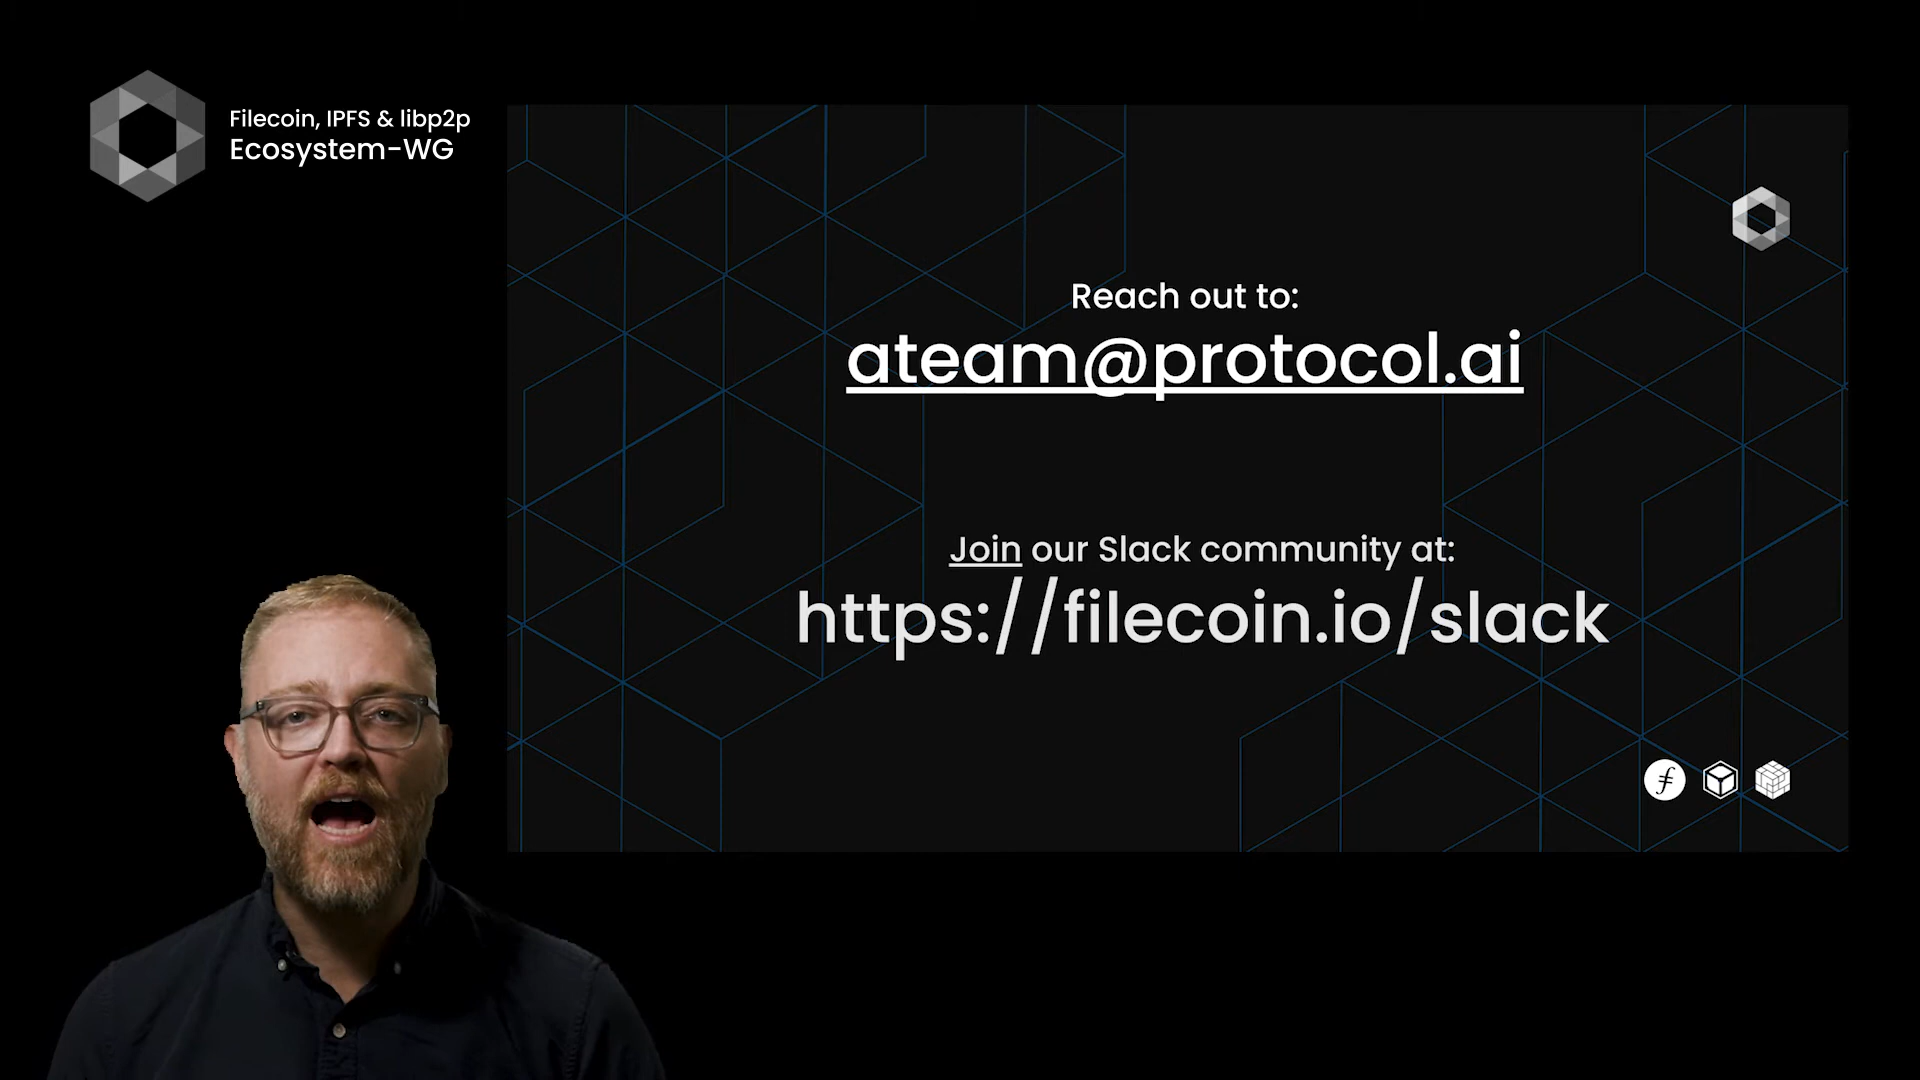 Filecoin, IPFS & libp2p
Ecosystem-WG
Reach out to:
ateam@protocol.ai
Join our Slack community at:
https://filecoin.io/slack